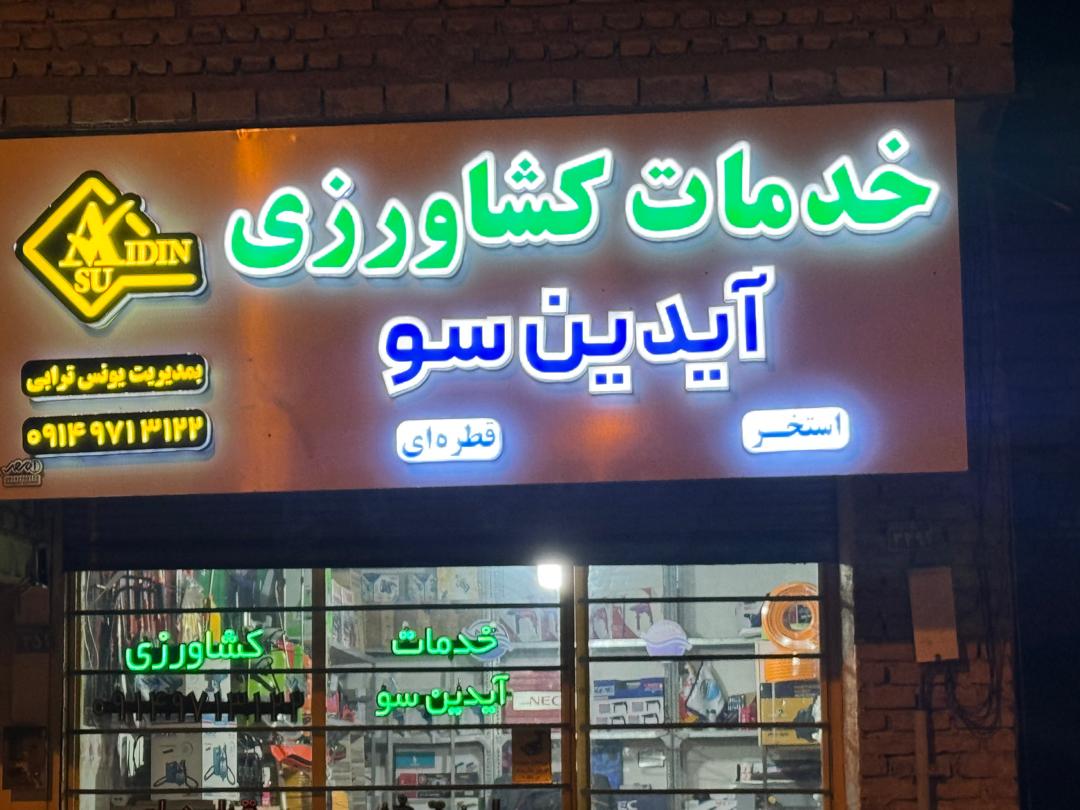 خدمات کشاورزی
آیدین سو
استخر
قطره‌ای
AIDIN
SU
بمدیریت یونس ترابی
۰۹۱۴ ۹۷۱ ۳۱۲۲
خدمات
کشاورزی
آیدین سو
NEC